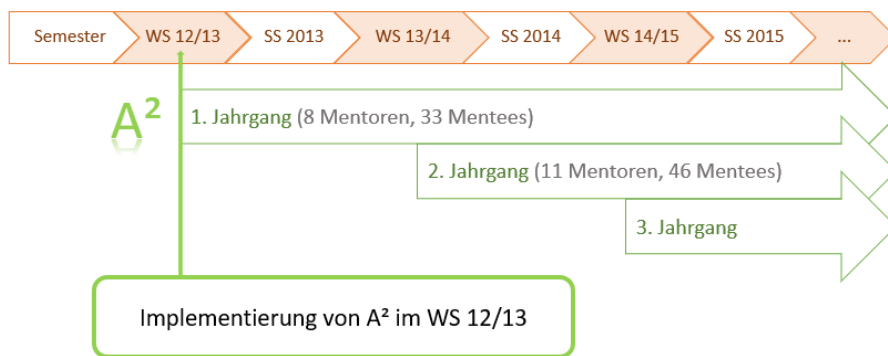 Semester
WS 12/13
SS 2013
WS 13/14
SS 2014
WS 14/15
SS 2015
...
A²
1. Jahrgang (8 Mentoren, 33 Mentees)
2. Jahrgang (11 Mentoren, 46 Mentees)
3. Jahrgang
Implementierung von A² im WS 12/13